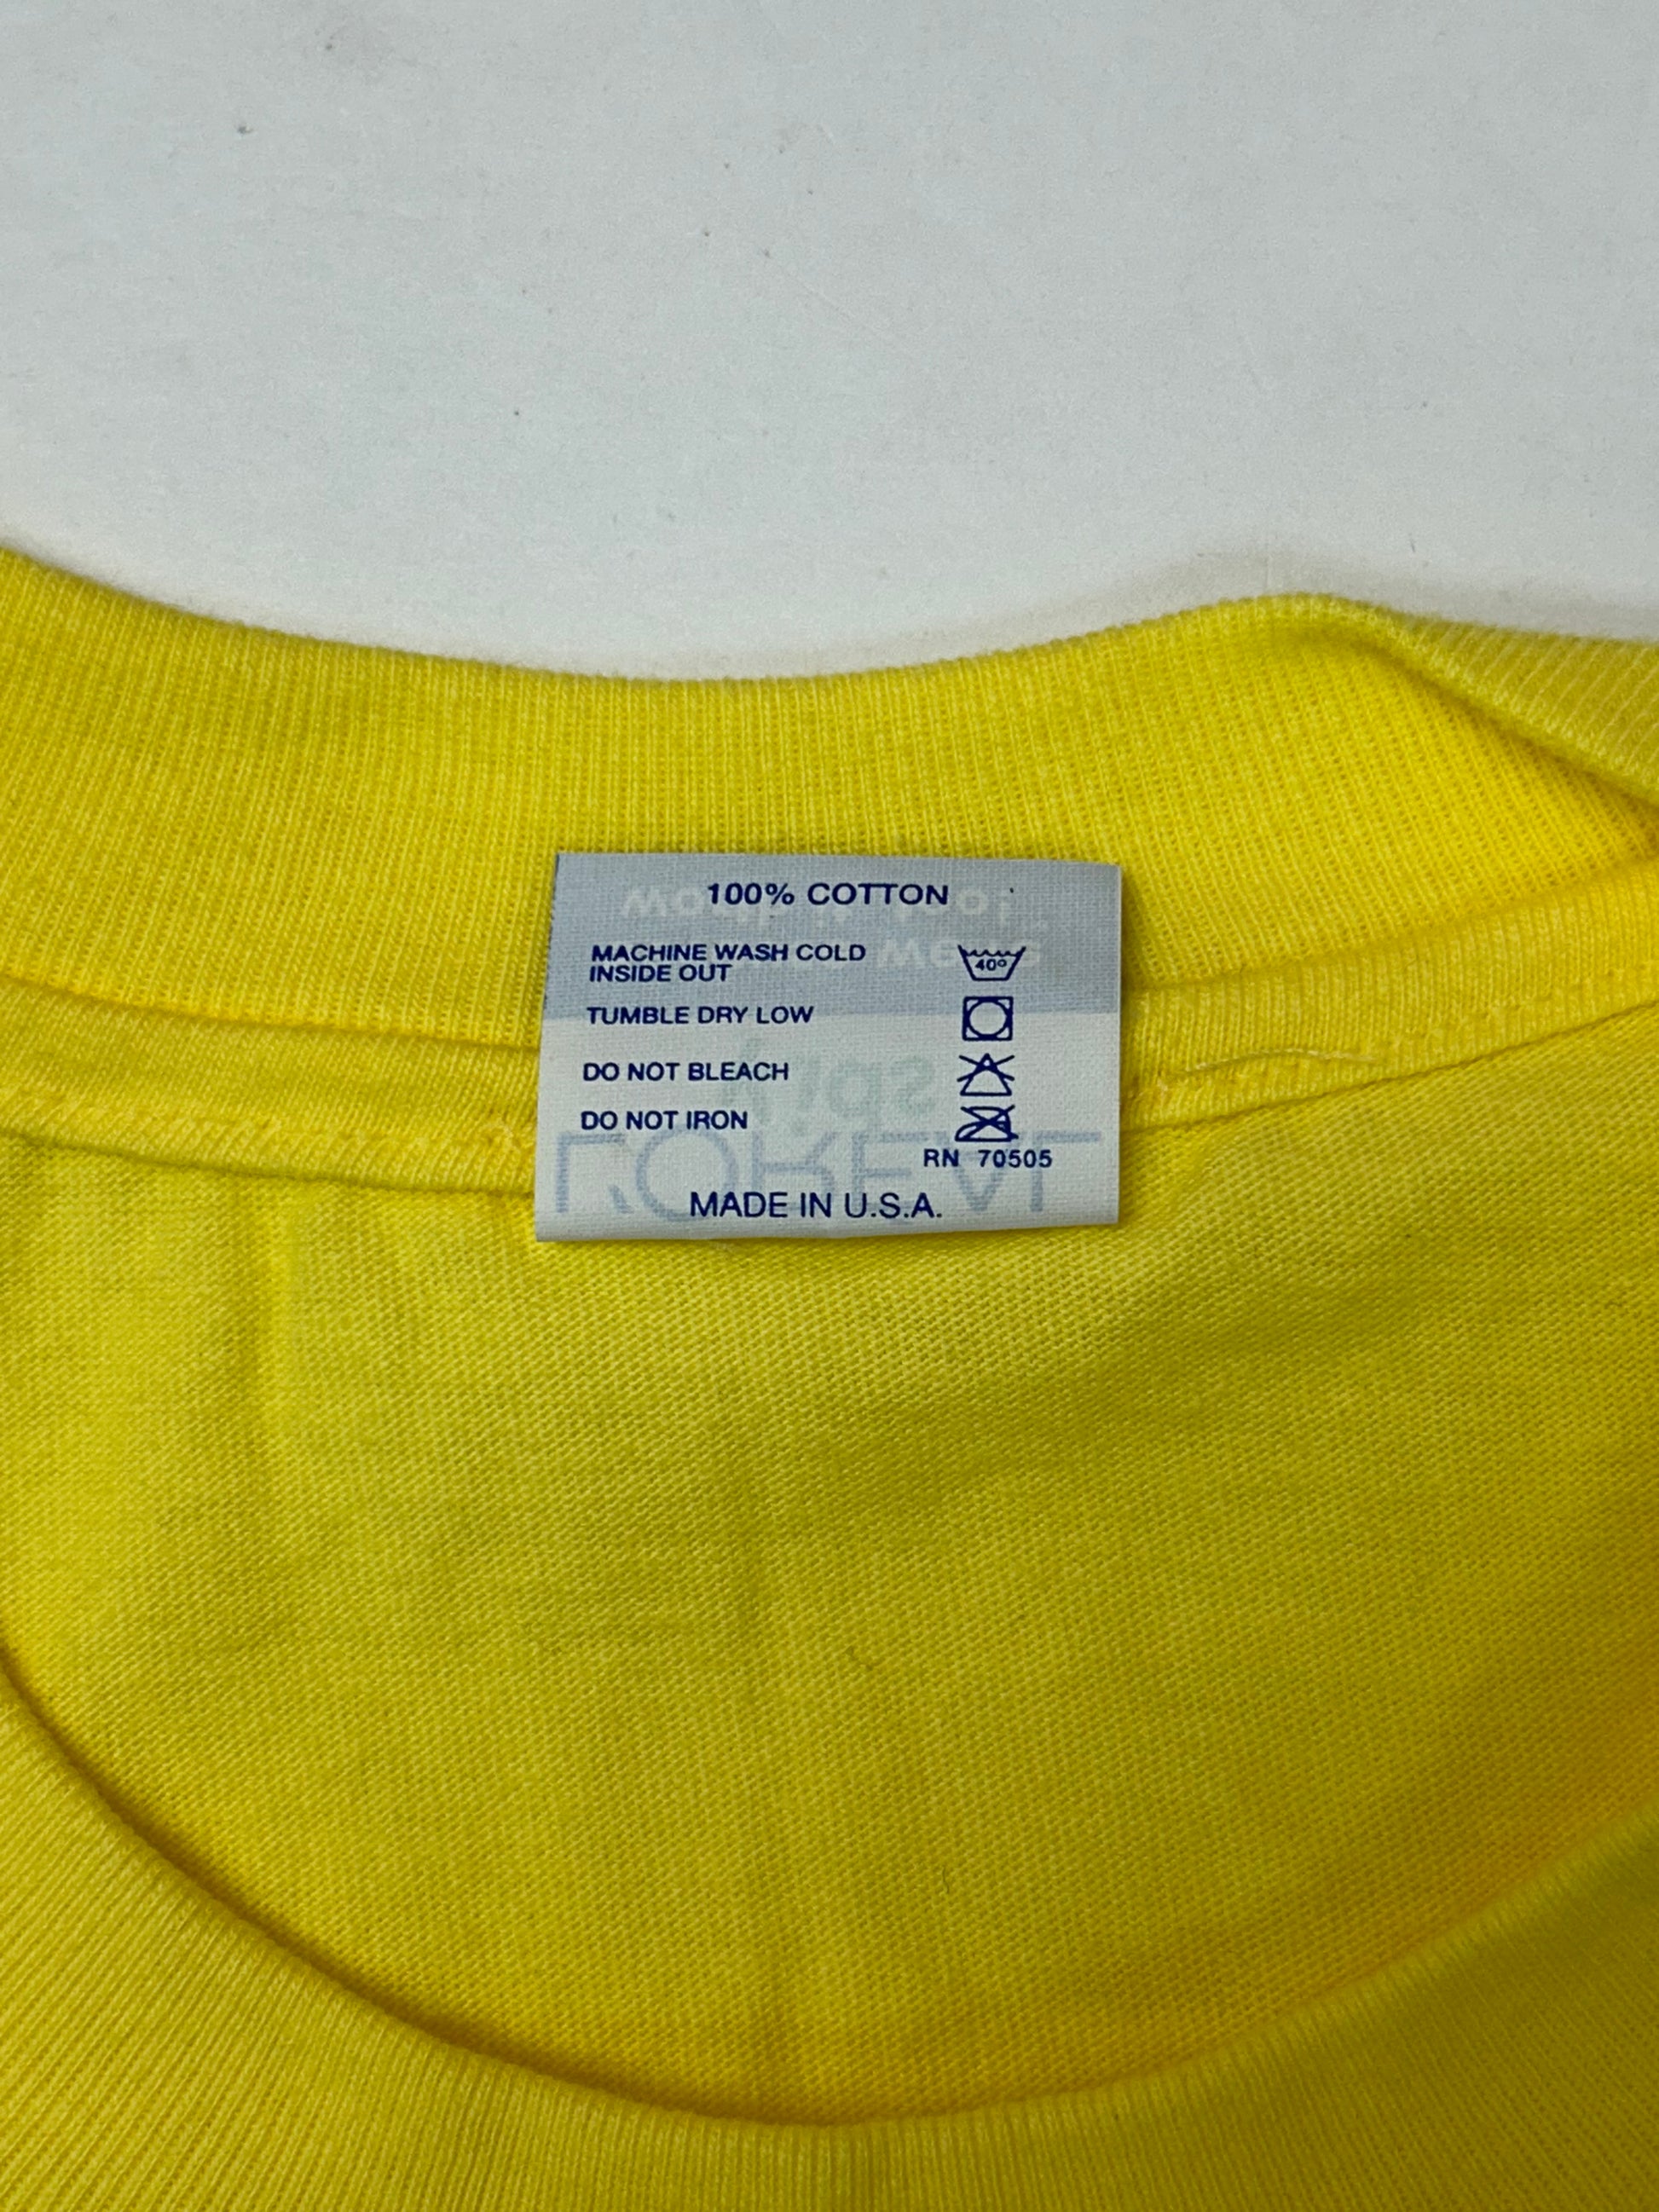 100% COTTON
MACHINE WASH COLD
INSIDE OUT
40°
TUMBLE DRY LOW
DO NOT BLEACH
DO NOT IRON
RN 70505
MADE IN U.S.A.